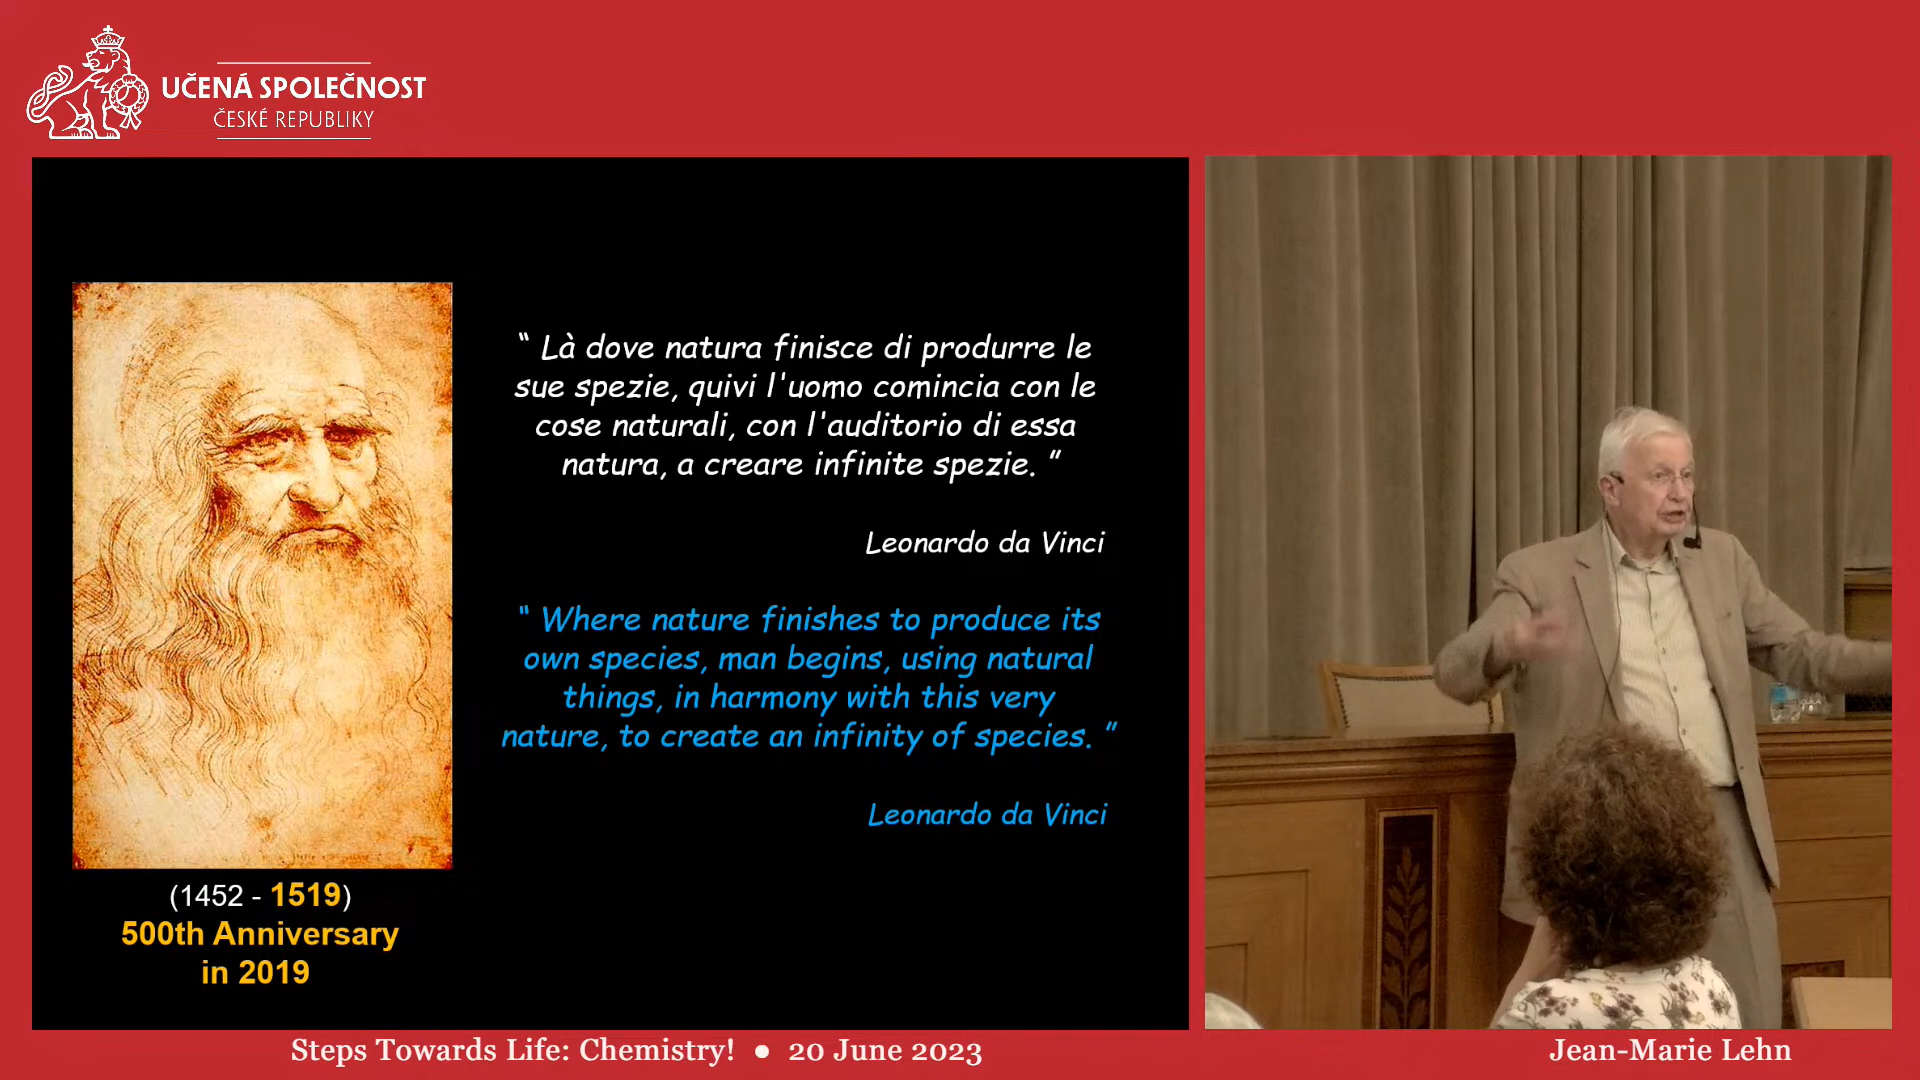 UČENÁ SPOLEČNOST
ČESKÉ REPUBLIKY
“ Là dove natura finisce di produrre le
sue spezie, quivi l'uomo comincia con le
cose naturali, con l'auditorio di essa
natura, a creare infinite spezie. ”
Leonardo da Vinci
“ Where nature finishes to produce its
own species, man begins, using natural
things, in harmony with this very
nature, to create an infinity of species. ”
Leonardo da Vinci
(1452 - 1519)
500th Anniversary
in 2019
Steps Towards Life: Chemistry! ● 20 June 2023
Jean-Marie Lehn